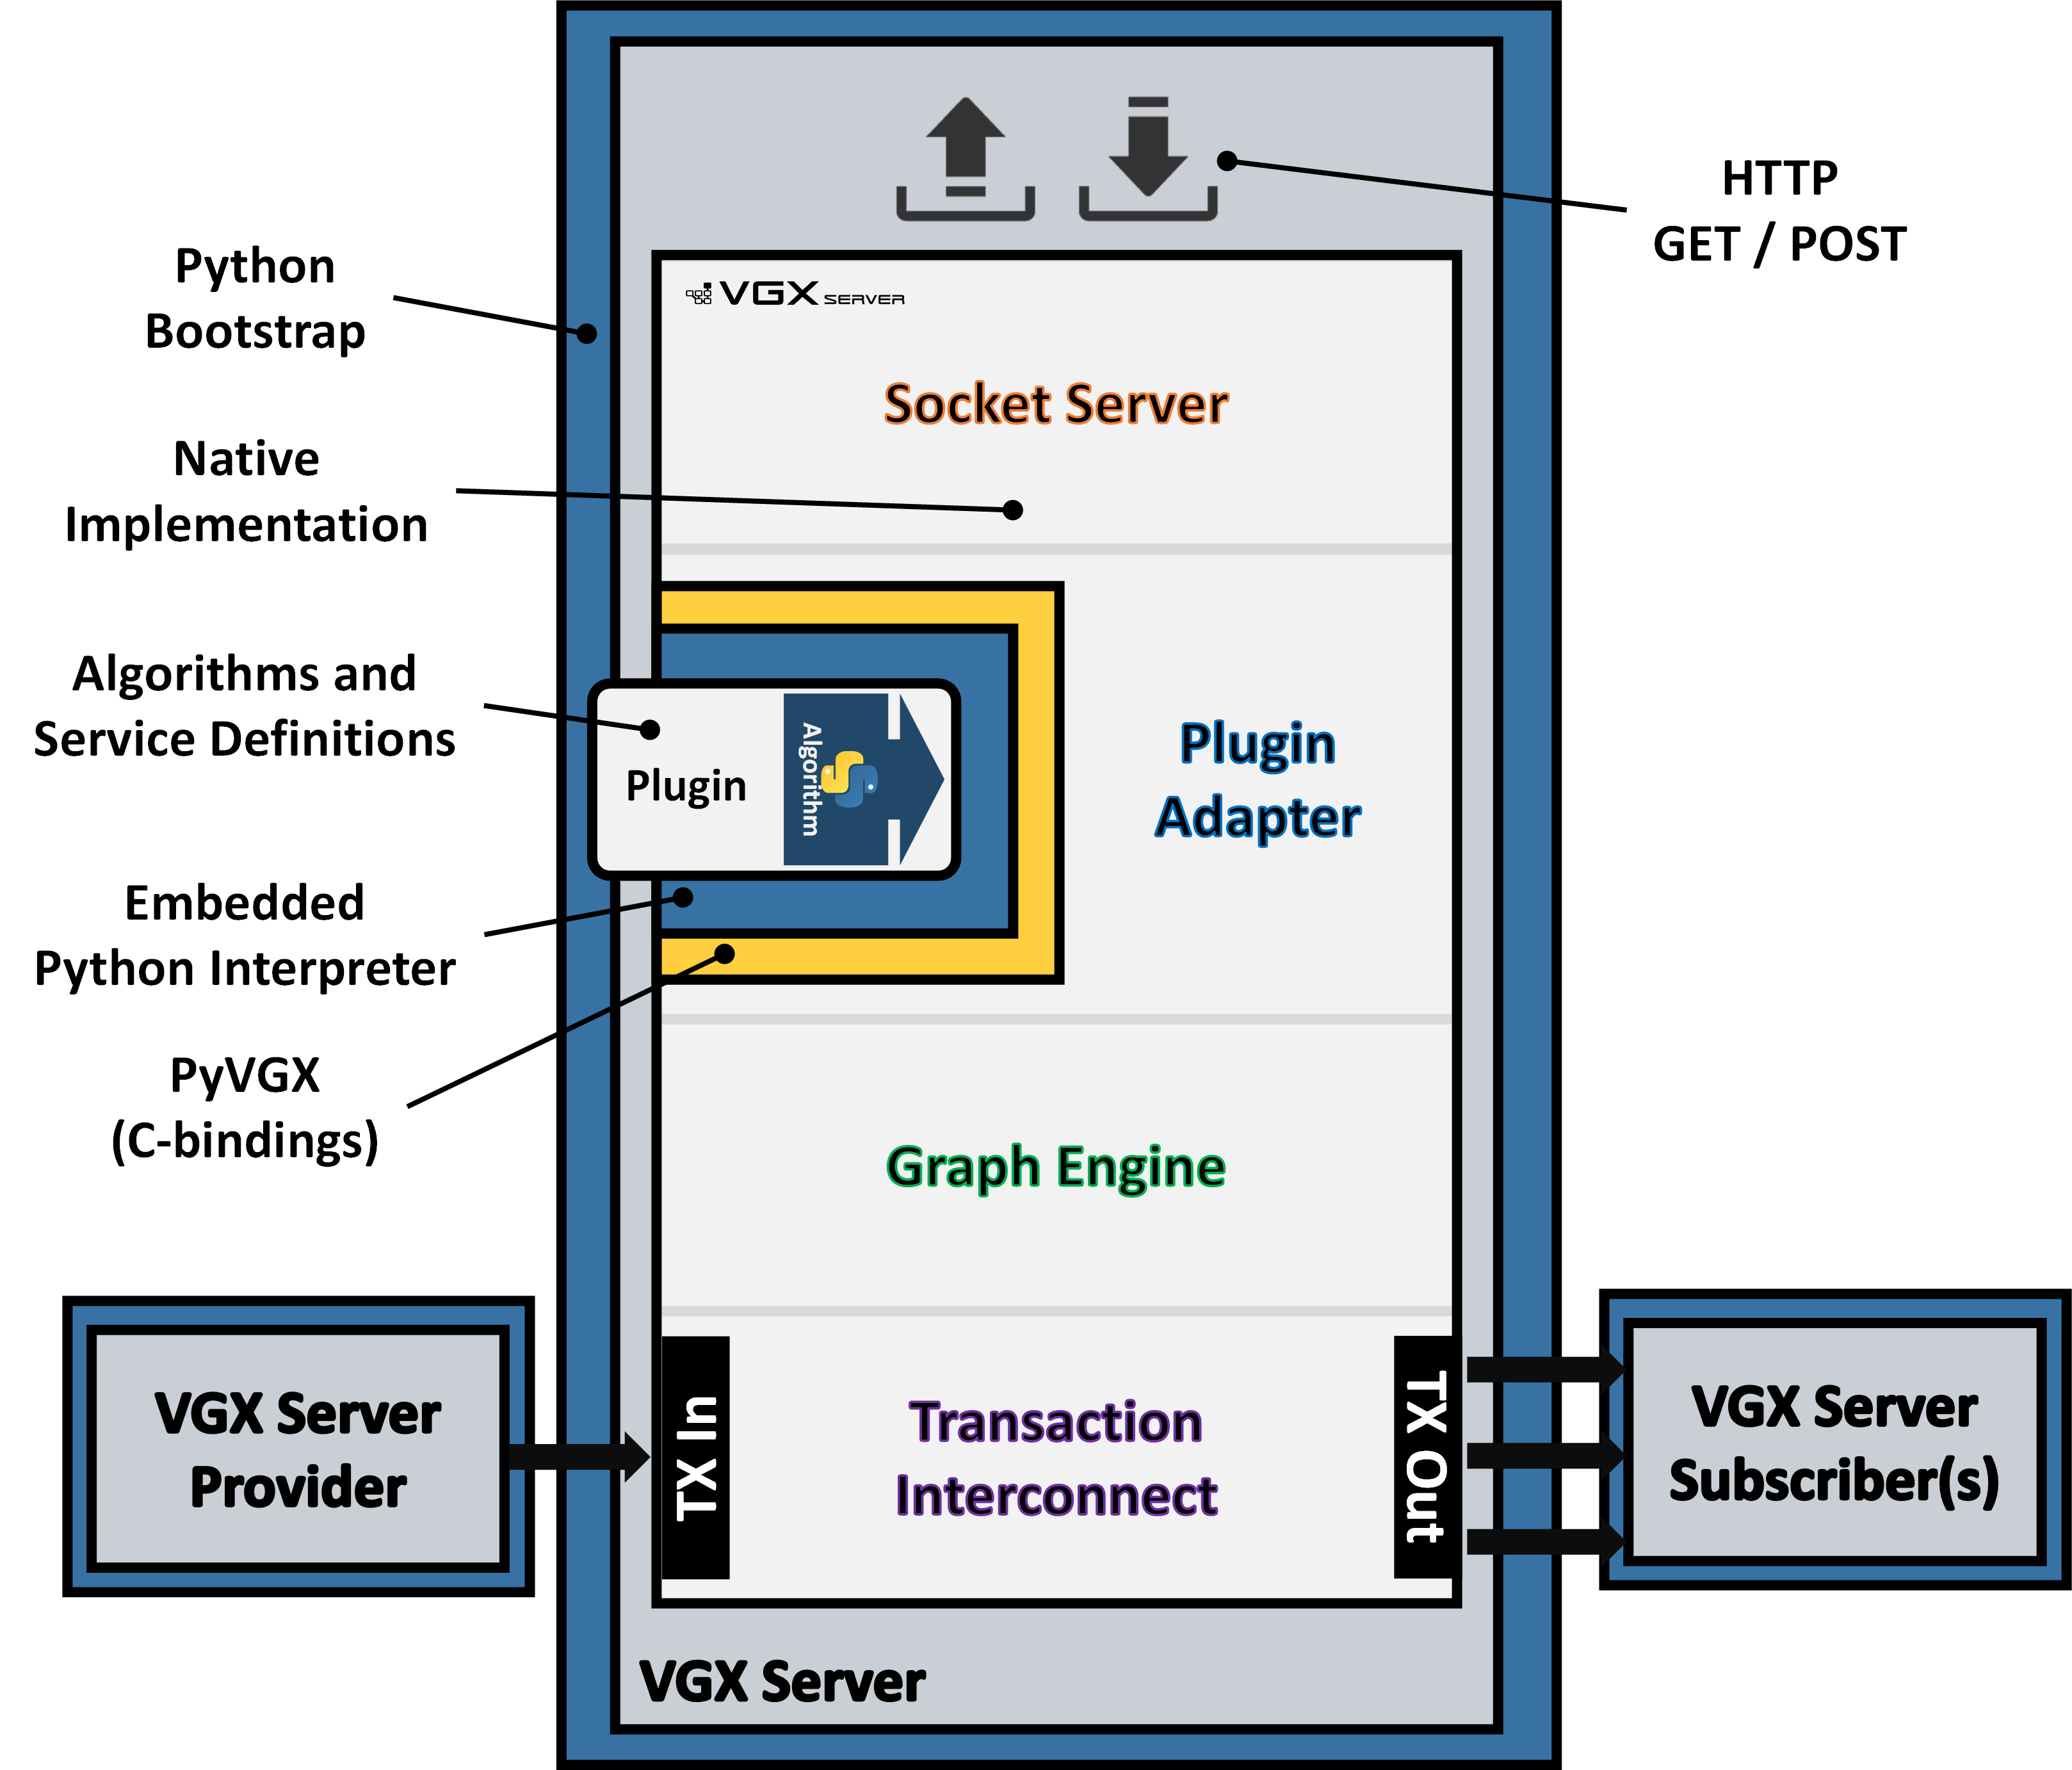 HTTP
GET / POST
Python
Bootstrap
VGX SERVER
Socket Server
Native
Implementation
Algorithms and
Service Definitions
Plugin
Algorithm
Plugin
Adapter
Embedded
Python Interpreter
PyVGX
(C-bindings)
Graph Engine
VGX Server
Provider
TX In
Transaction
Interconnect
TX Out
VGX Server
Subscriber(s)
VGX Server